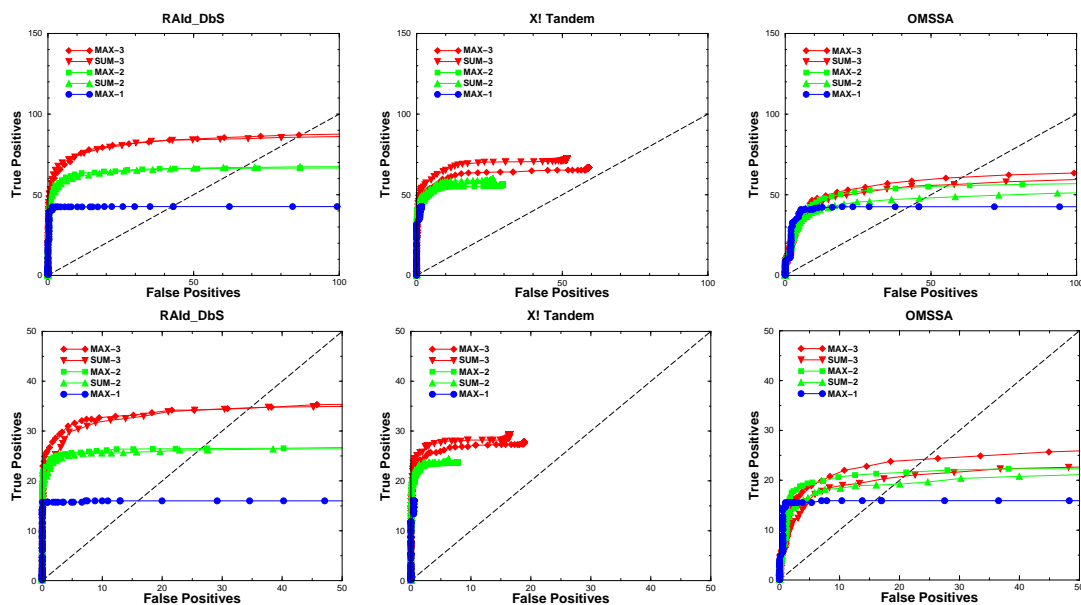 RAId_DbS
150
100
50
0
True Positives
MAX−3
SUM−3
MAX−2
SUM−2
MAX−1
0 50 100
False Positives
X! Tandem
150
100
50
0
True Positives
MAX−3
SUM−3
MAX−2
SUM−2
MAX−1
0 50 100
False Positives
OMSSA
150
100
50
0
True Positives
MAX−3
SUM−3
MAX−2
SUM−2
MAX−1
0 50 100
False Positives
RAId_DbS
50
40
30
20
10
0
True Positives
MAX−3
SUM−3
MAX−2
SUM−2
MAX−1
0 10 20 30 40 50
False Positives
X! Tandem
50
40
30
20
10
0
True Positives
MAX−3
SUM−3
MAX−2
SUM−2
MAX−1
0 10 20 30 40 50
False Positives
OMSSA
50
40
30
20
10
0
True Positives
MAX−3
SUM−3
MAX−2
SUM−2
MAX−1
0 10 20 30 40 50
False Positives